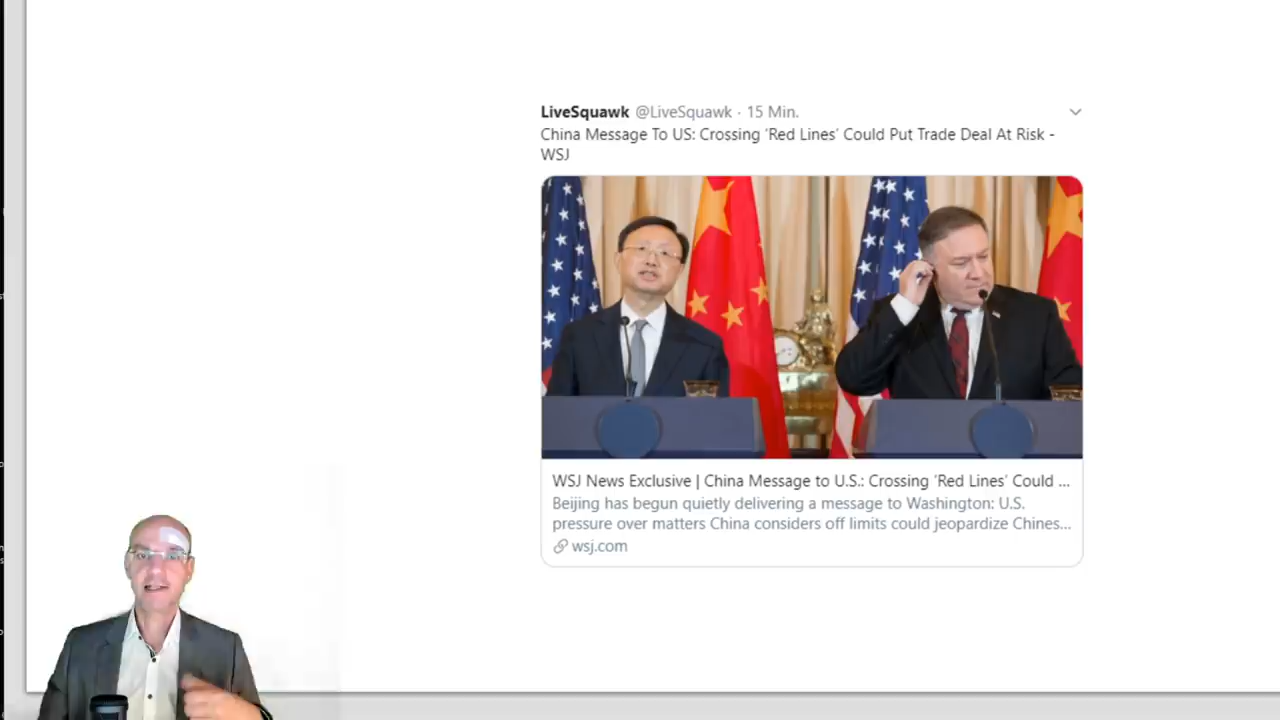 LiveSquawk @LiveSquawk · 15 Min.
China Message To US: Crossing ‘Red Lines’ Could Put Trade Deal At Risk -
WSJ
WSJ News Exclusive | China Message to U.S.: Crossing ‘Red Lines’ Could ...
Beijing has begun quietly delivering a message to Washington: U.S.
pressure over matters China considers off limits could jeopardize Chines...
wsj.com